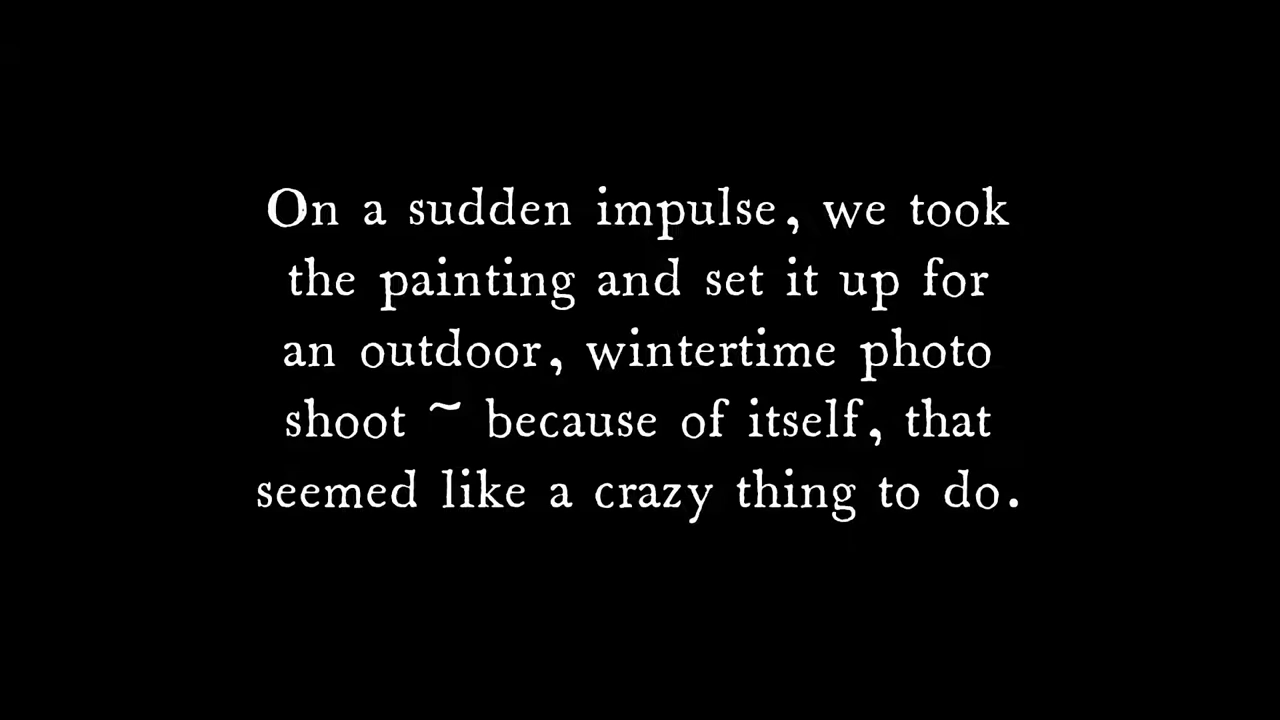 On a sudden impulse, we took
the painting and set it up for
an outdoor, wintertime photo
shoot ~ because of itself, that
seemed like a crazy thing to do.